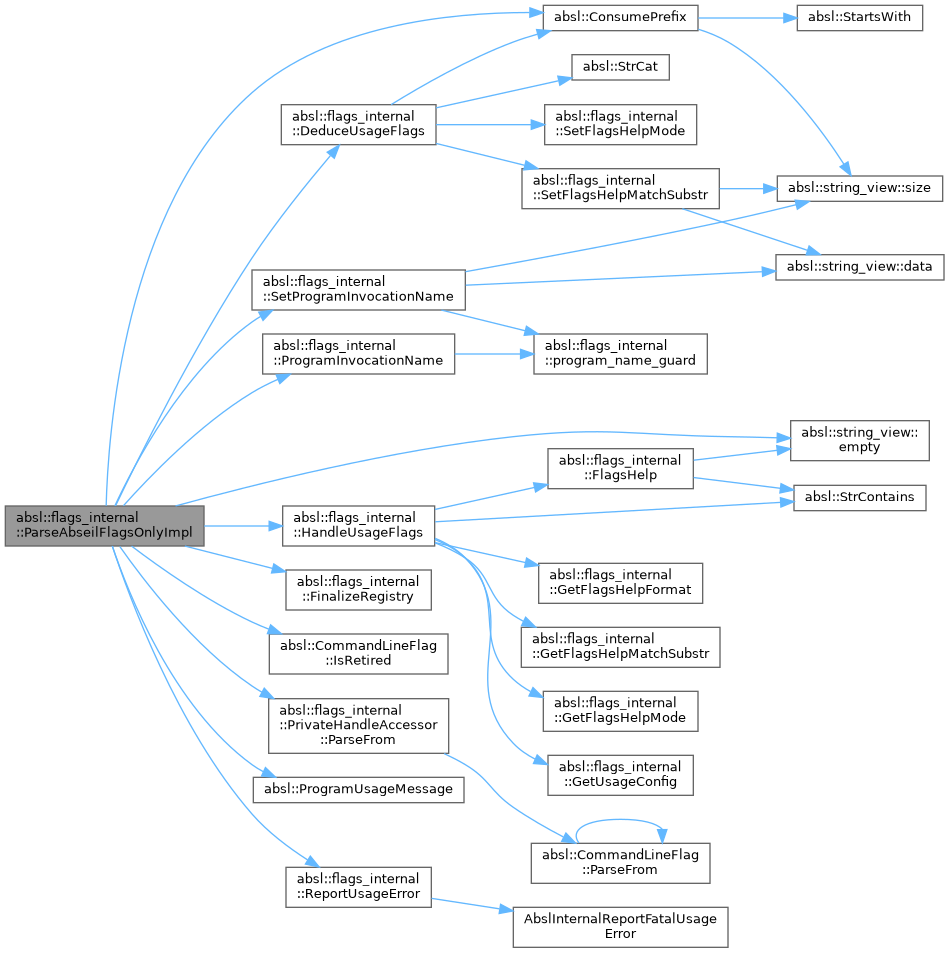 absl::ConsumePrefix
absl::StartsWith
absl::StrCat
absl::flags_internal
::DeduceUsageFlags
absl::flags_internal
::SetFlagsHelpMode
absl::flags_internal
::SetFlagsHelpMatchSubstr
absl::string_view::size
absl::string_view::data
absl::flags_internal
::SetProgramInvocationName
absl::flags_internal
::ProgramInvocationName
absl::flags_internal
::program_name_guard
absl::string_view::
empty
absl::flags_internal
::FlagsHelp
absl::StrContains
absl::flags_internal
::ParseAbseilFlagsOnlyImpl
absl::flags_internal
::HandleUsageFlags
absl::flags_internal
::FinalizeRegistry
absl::flags_internal
::GetFlagsHelpFormat
absl::CommandLineFlag
::IsRetired
absl::flags_internal
::GetFlagsHelpMatchSubstr
absl::flags_internal
::PrivateHandleAccessor
::ParseFrom
absl::flags_internal
::GetFlagsHelpMode
absl::ProgramUsageMessage
absl::flags_internal
::GetUsageConfig
absl::CommandLineFlag
::ParseFrom
absl::flags_internal
::ReportUsageError
AbslInternalReportFatalUsage
Error